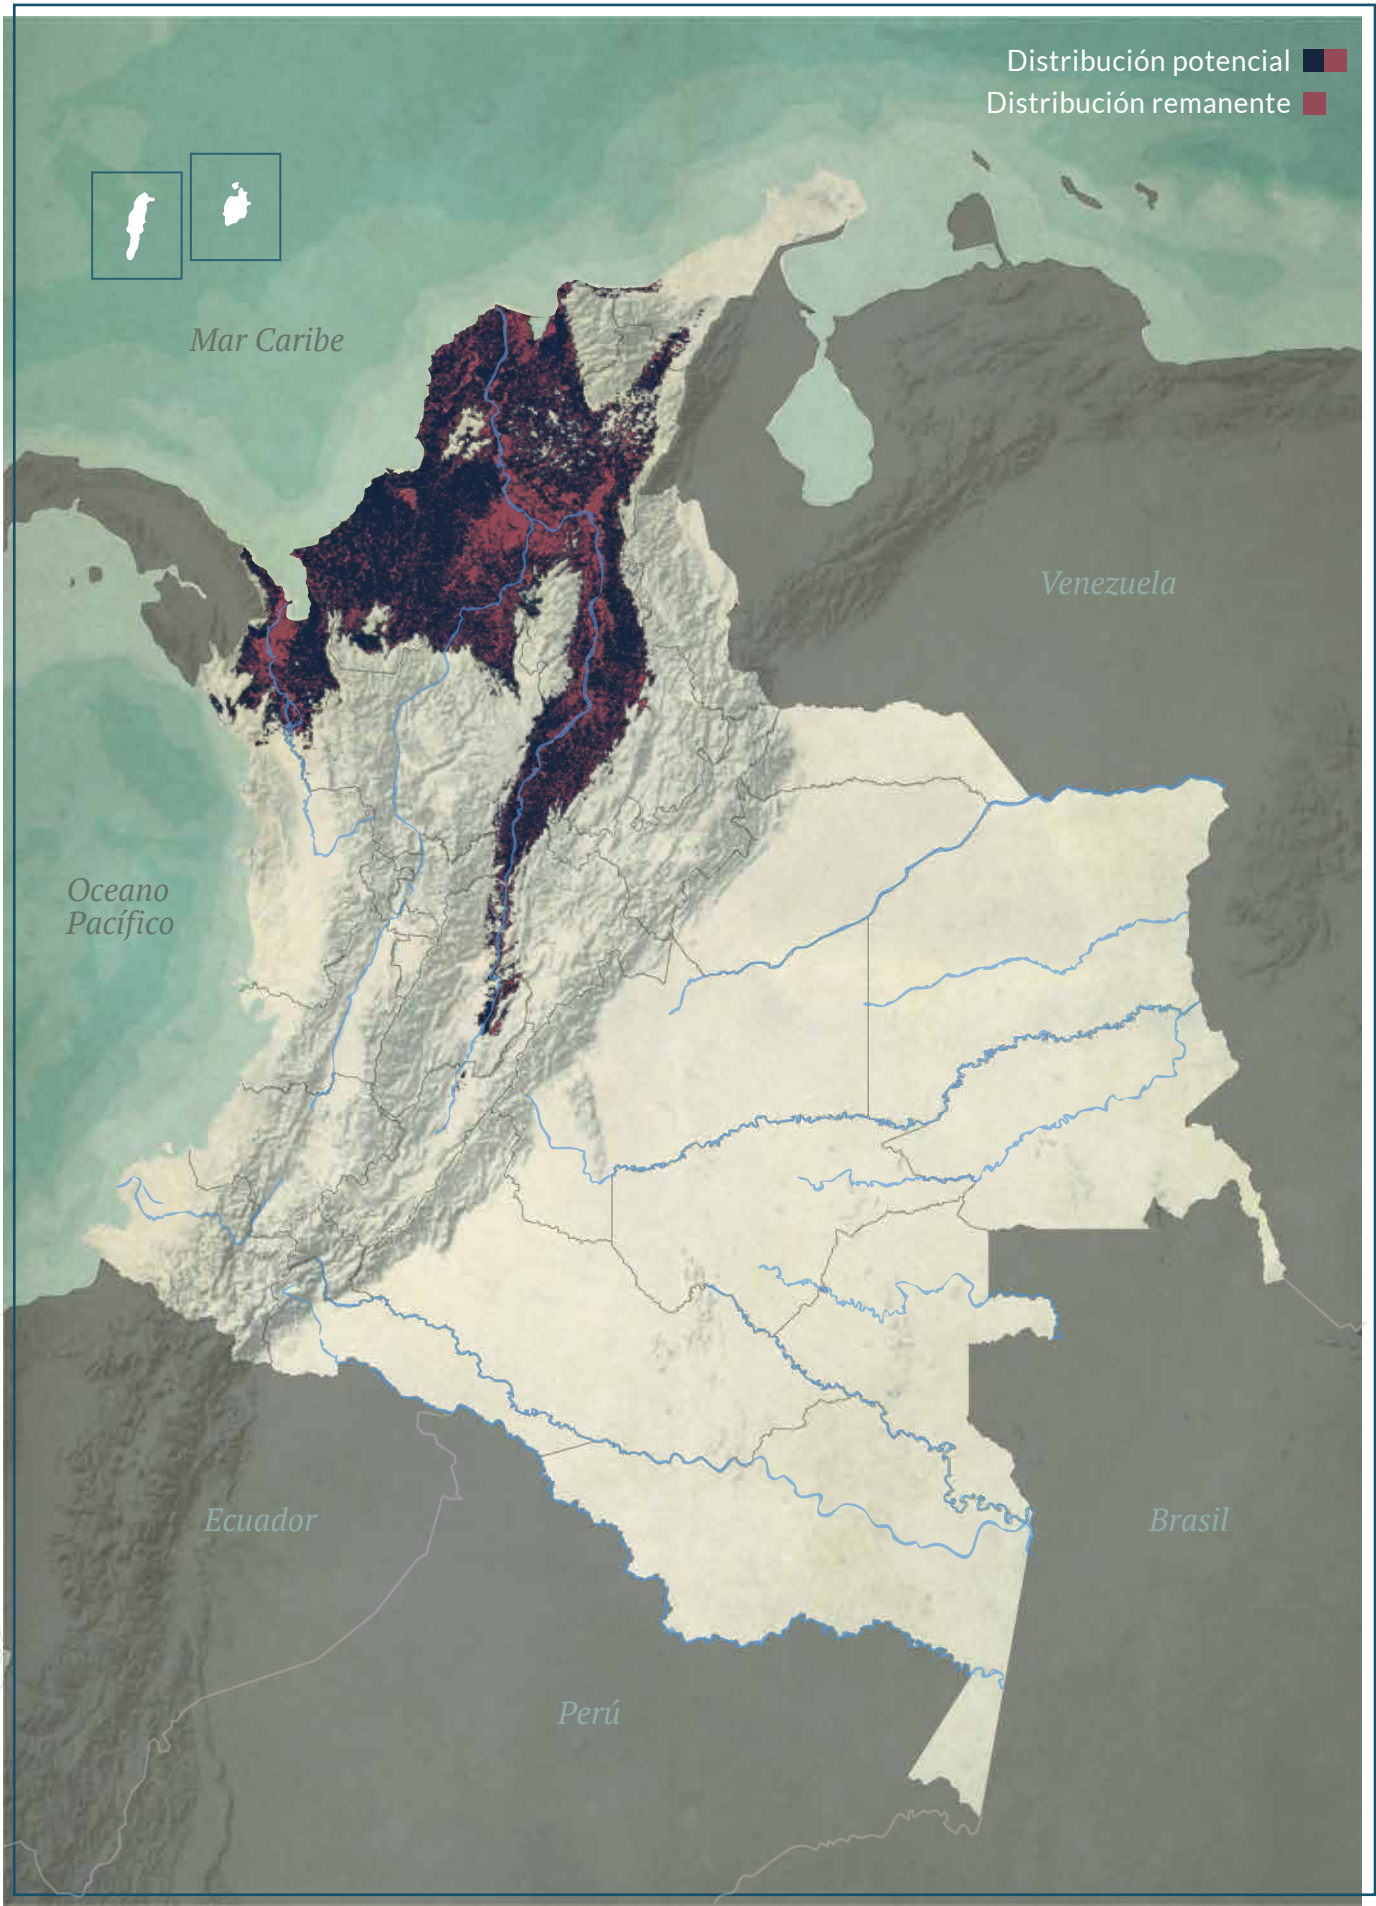 Distribución potencial
Distribución remanente
Mar Caribe
Venezuela
Oceano
Pacífico
Ecuador
Brasil
Perú